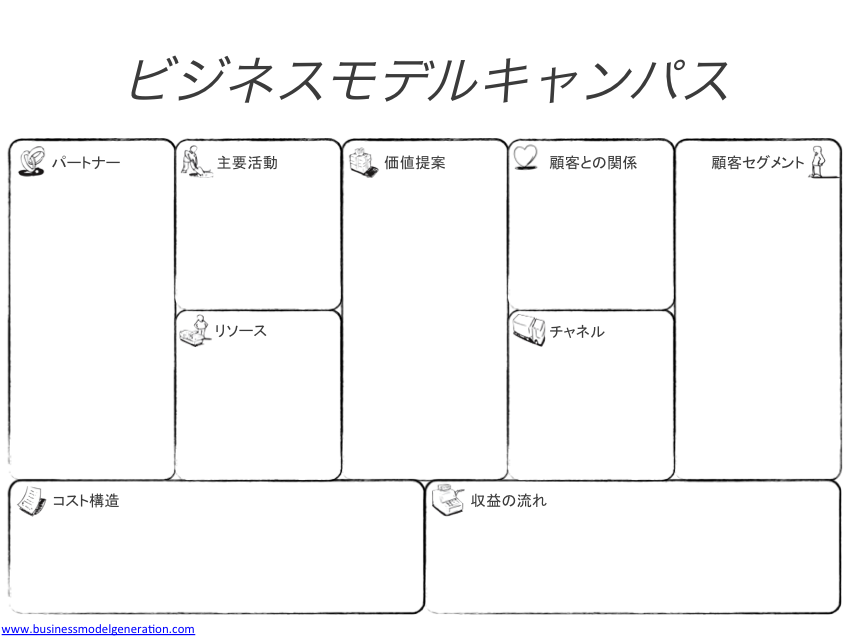 ビジネスモデルキャンパス
パートナー
主要活動
価値提案
顧客との関係
顧客セグメント
リソース
チャネル
コスト構造
収益の流れ
www.businessmodelgeneration.com